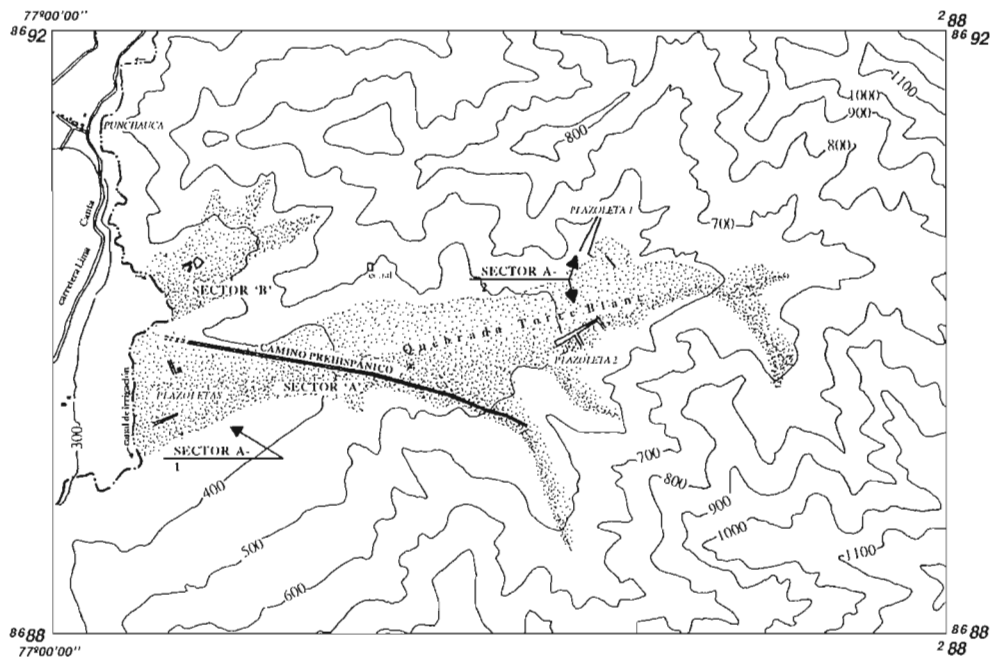 77º00'00"
8692
288
8692
1100
1000
900
800
800
PUNCHAUCA
700
PLAZOLETA 1
Canta
carretera Lima
SECTOR A-
2
SECTOR 'B'
Quebrada Torre Blanca
CAMINO PREHISPÁNICO
PLAZOLETA 2
SECTOR 'A'
PLAZOLETAS
canal de irrigación
300
SECTOR A-
1
400
500
600
700
800
900
1000
1100
8688
77º00'00"
8688
288